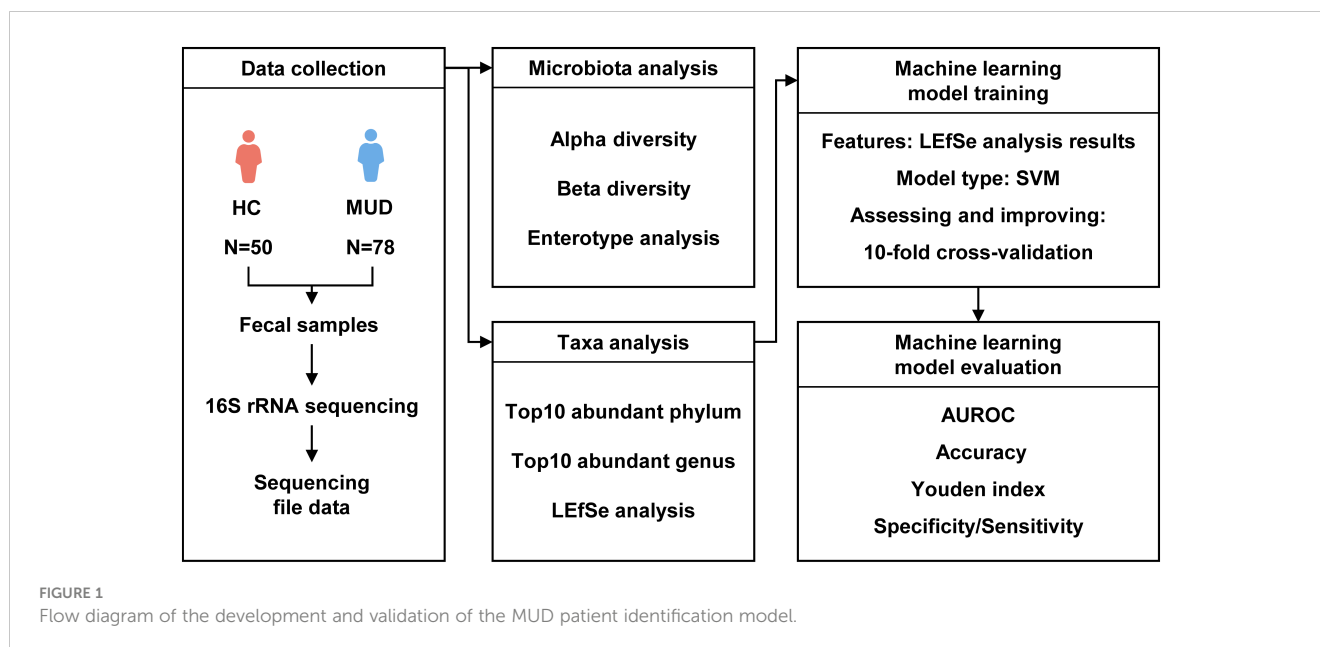 Data collection
HC
MUD
N=50
N=78
Fecal samples
16S rRNA sequencing
Sequencing
file data
Microbiota analysis
Alpha diversity
Beta diversity
Enterotype analysis
Taxa analysis
Top10 abundant phylum
Top10 abundant genus
LEfSe analysis
Machine learning
model training
Features: LEfSe analysis results
Model type: SVM
Assessing and improving:
10-fold cross-validation
Machine learning
model evaluation
AUROC
Accuracy
Youden index
Specificity/Sensitivity
FIGURE 1
Flow diagram of the development and validation of the MUD patient identification model.